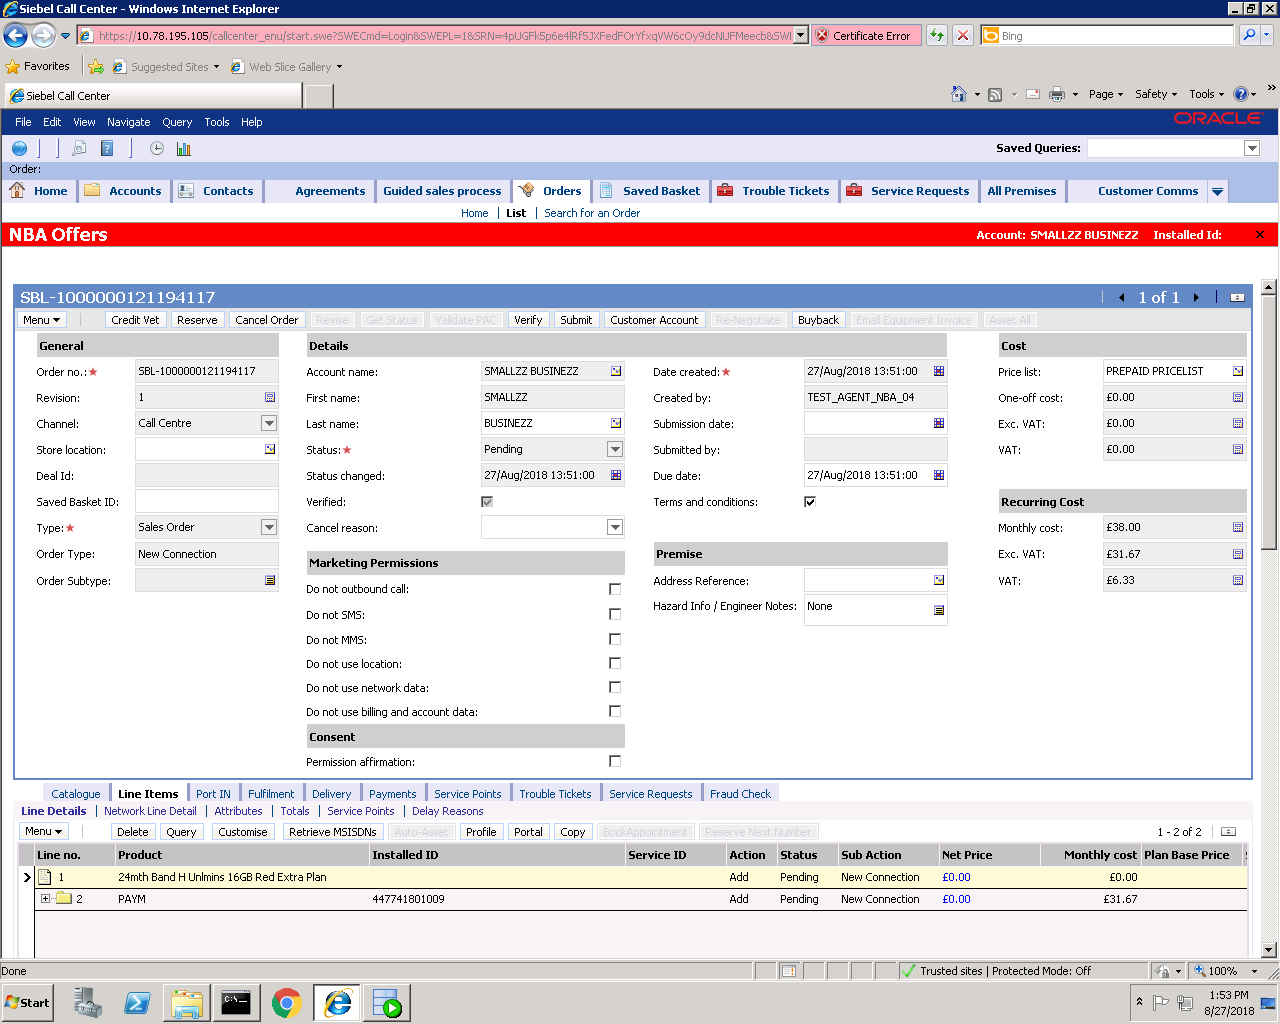 Siebel Call Center - Windows Internet Explorer
https://10.78.195.105/callcenter_enu/start.swe?SWECmd=Login&SWEPL=1&SRN=4pUGFk5p6e4lRf5JXFedFOrYfxqVW6cOy9dcNUFMeecb&SWI
Certificate Error
Bing
Favorites
Suggested Sites
Web Slice Gallery
Siebel Call Center
Page
Safety
Tools
File Edit View Navigate Query Tools Help
ORACLE
Saved Queries:
Order:
Home Accounts Contacts Agreements Guided sales process Orders Saved Basket Trouble Tickets Service Requests All Premises Customer Comms
Home | List | Search for an Order
NBA Offers
Account: SMALLZZ BUSINEZZ Installed Id:
SBL-1000000121194117
1 of 1
Menu Credit Vet Reserve Cancel Order Revise Get Status Validate PAC Verify Submit Customer Account Re-Negotiate Buyback Email Equipment Invoice Asset All
General
Order no.: SBL-1000000121194117
Revision: 1
Channel: Call Centre
Store location:
Deal Id:
Saved Basket ID:
Type: Sales Order
Order Type: New Connection
Order Subtype:
Details
Account name: SMALLZZ BUSINEZZ
First name: SMALLZZ
Last name: BUSINEZZ
Status: Pending
Status changed: 27/Aug/2018 13:51:00
Verified:
Cancel reason:
Marketing Permissions
Do not outbound call:
Do not SMS:
Do not MMS:
Do not use location:
Do not use network data:
Do not use billing and account data:
Consent
Permission affirmation:
Date created: 27/Aug/2018 13:51:00
Created by: TEST_AGENT_NBA_04
Submission date:
Submitted by:
Due date: 27/Aug/2018 13:51:00
Terms and conditions:
Premise
Address Reference:
Hazard Info / Engineer Notes: None
Cost
Price list: PREPAID PRICELIST
One-off cost: £0.00
Exc. VAT: £0.00
VAT: £0.00
Recurring Cost
Monthly cost: £38.00
Exc. VAT: £31.67
VAT: £6.33
Catalogue Line Items Port IN Fulfilment Delivery Payments Service Points Trouble Tickets Service Requests Fraud Check
Line Details | Network Line Detail | Attributes | Totals | Service Points | Delay Reasons
Menu Delete Query Customise Retrieve MSISDNs Auto-Asset Profile Portal Copy BookAppointment Reserve Next Number
1 - 2 of 2
Line no. Product Installed ID Service ID Action Status Sub Action Net Price Monthly cost Plan Base Price
1 24mth Band H Unlmins 16GB Red Extra Plan Add Pending New Connection £0.00 £0.00
2 PAYM 447741801009 Add Pending New Connection £0.00 £31.67
Done
Trusted sites | Protected Mode: Off
100%
Start
1:53 PM
8/27/2018